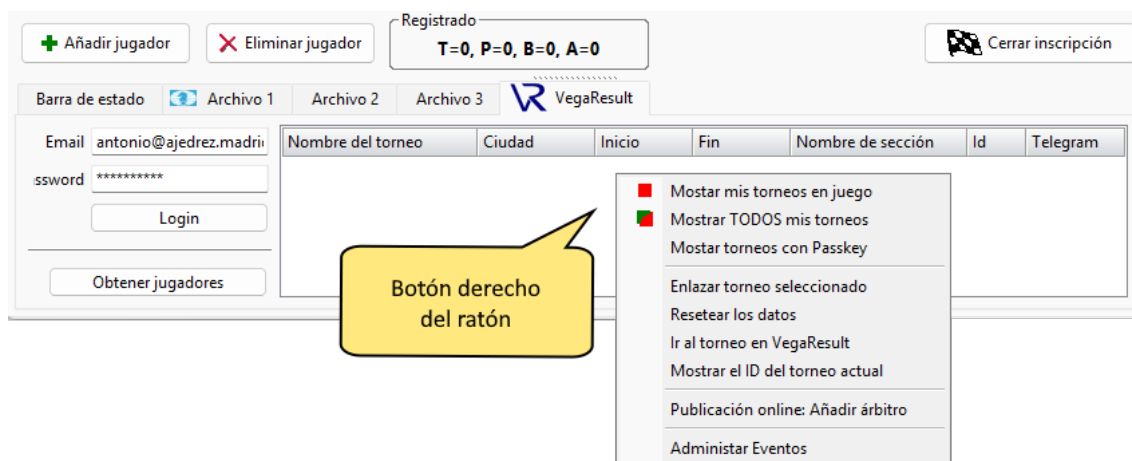 Registrado
Añadir jugador
Eliminar jugador
T=0, P=0, B=0, A=0
Cerrar inscripción
Barra de estado
Archivo 1
Archivo 2
Archivo 3
VR VegaResult
Email antonio@ajedrez.madri
ssword **********
Login
Obtener jugadores
Nombre del torneo
Ciudad
Inicio
Fin
Nombre de sección
Id
Telegram
Botón derecho
del ratón
Mostar mis torneos en juego
Mostrar TODOS mis torneos
Mostar torneos con Passkey
Enlazar torneo seleccionado
Resetear los datos
Ir al torneo en VegaResult
Mostrar el ID del torneo actual
Publicación online: Añadir árbitro
Administar Eventos